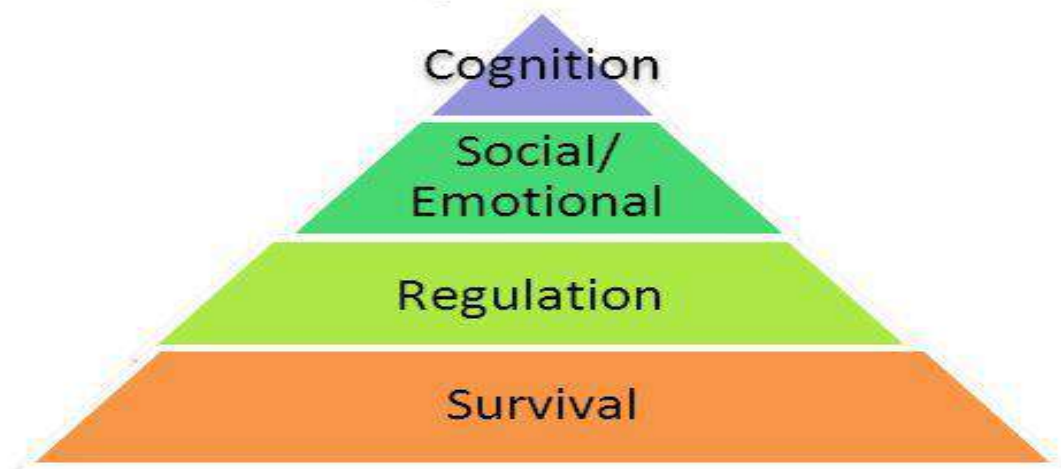 Cognition
Social/
Emotional
Regulation
Survival